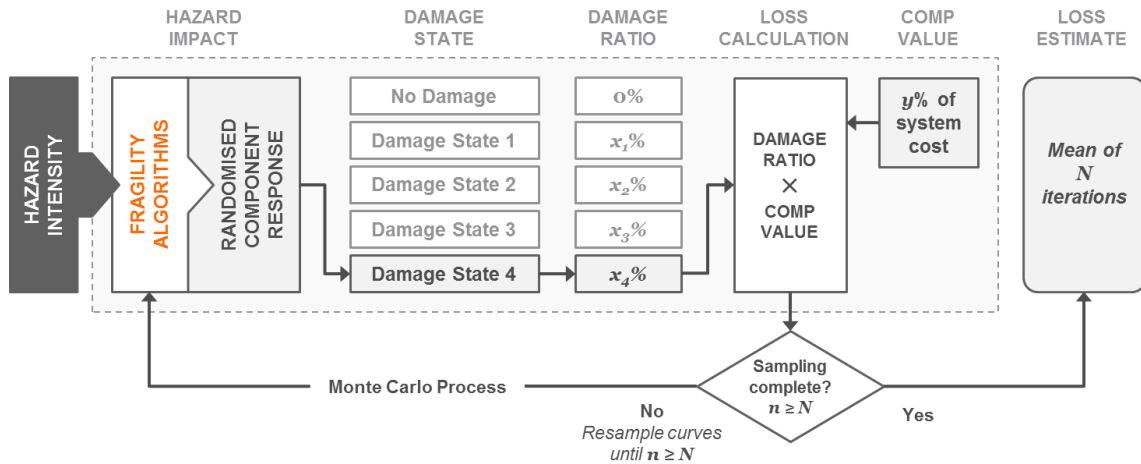 HAZARD
IMPACT
DAMAGE
STATE
DAMAGE
RATIO
LOSS
CALCULATION
COMP
VALUE
LOSS
ESTIMATE
HAZARD
INTENSITY
FRAGILITY
ALGORITHMS
RANDOMISED
COMPONENT
RESPONSE
No Damage
Damage State 1
Damage State 2
Damage State 3
Damage State 4
0%
x₁%
x₂%
x₃%
x₄%
DAMAGE
RATIO
×
COMP
VALUE
y% of
system
cost
Mean of
N
iterations
Sampling
complete?
n ≥ N
Monte Carlo Process
No
Resample curves
until n ≥ N
Yes